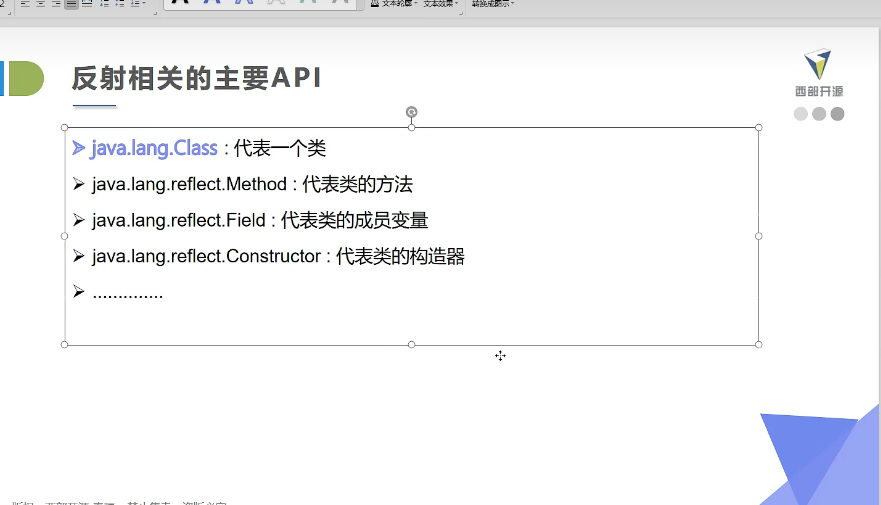 文本轮廓 文本效果 转换成图示
反射相关的主要API
西部开源
➢ java.lang.Class : 代表一个类
➢ java.lang.reflect.Method : 代表类的方法
➢ java.lang.reflect.Field : 代表类的成员变量
➢ java.lang.reflect.Constructor : 代表类的构造器
➢ ..............